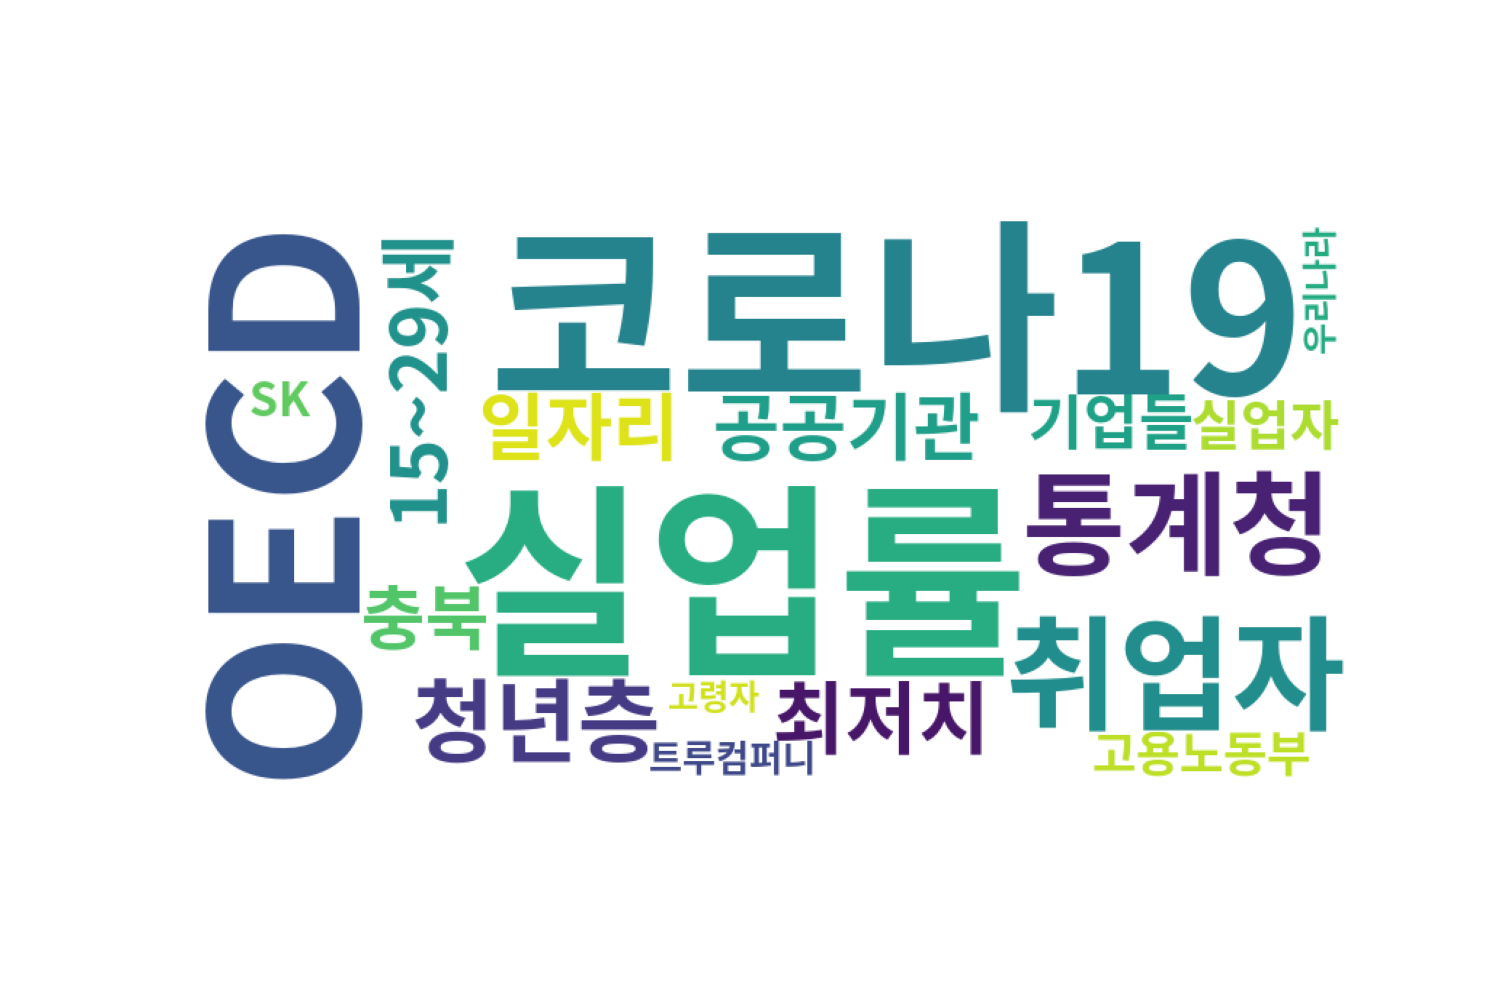 OECD
SK
15~29세
코로나19
우리나라
일자리
공공기관
기업들
실업자
실업률
통계청
충북
취업자
청년층
고령자
최저치
트루컴퍼니
고용노동부